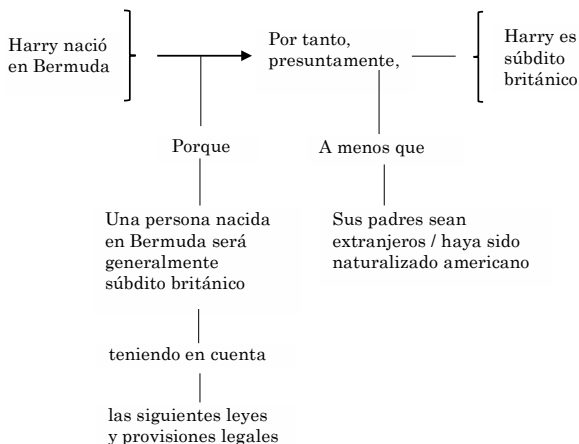 Harry nació
en Bermuda
Por tanto,
presuntamente,
Harry es
súbdito
británico
Porque
A menos que
Una persona nacida
en Bermuda será
generalmente
súbdito británico
Sus padres sean
extranjeros / haya sido
naturalizado americano
teniendo en cuenta
las siguientes leyes
y provisiones legales